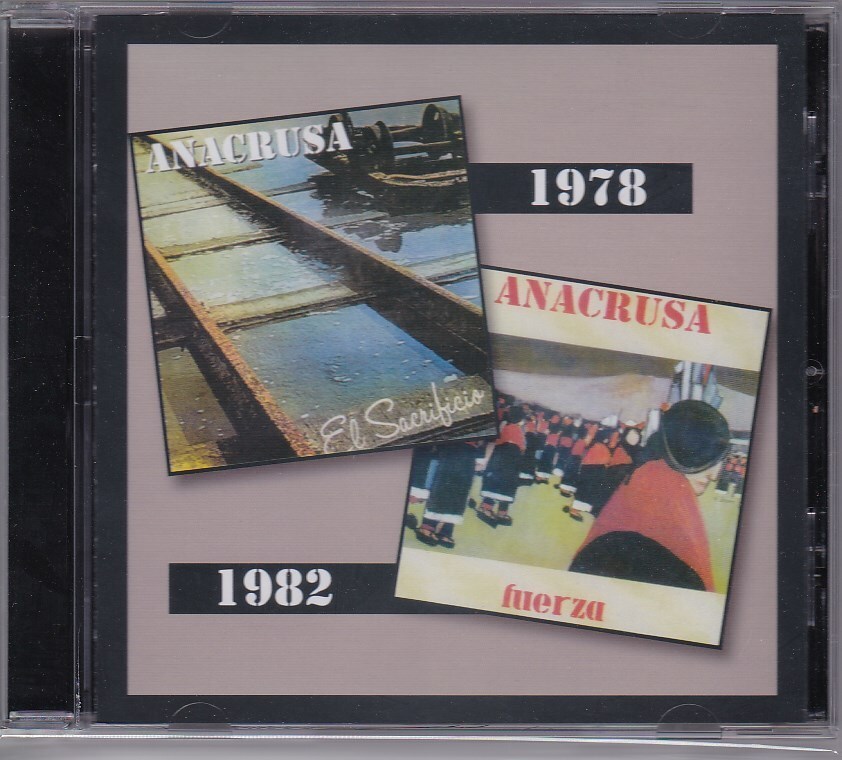 ANACRUSA
1978
El Sacrificio
ANACRUSA
fuerza
1982